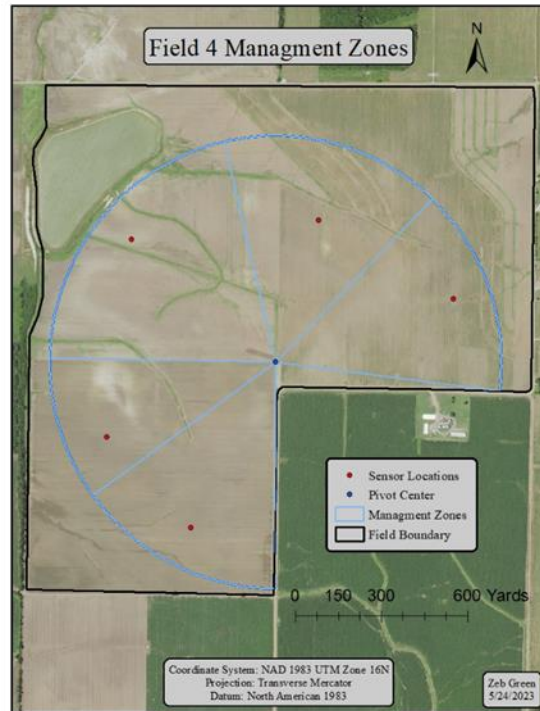 Field 4 Managment Zones
N
Sensor Locations
Pivot Center
Managment Zones
Field Boundary
0 150 300 600 Yards
Coordinate System: NAD 1983 UTM Zone 16N
Projection: Transverse Mercator
Datum: North American 1983
Zeb Green
5/24/2023